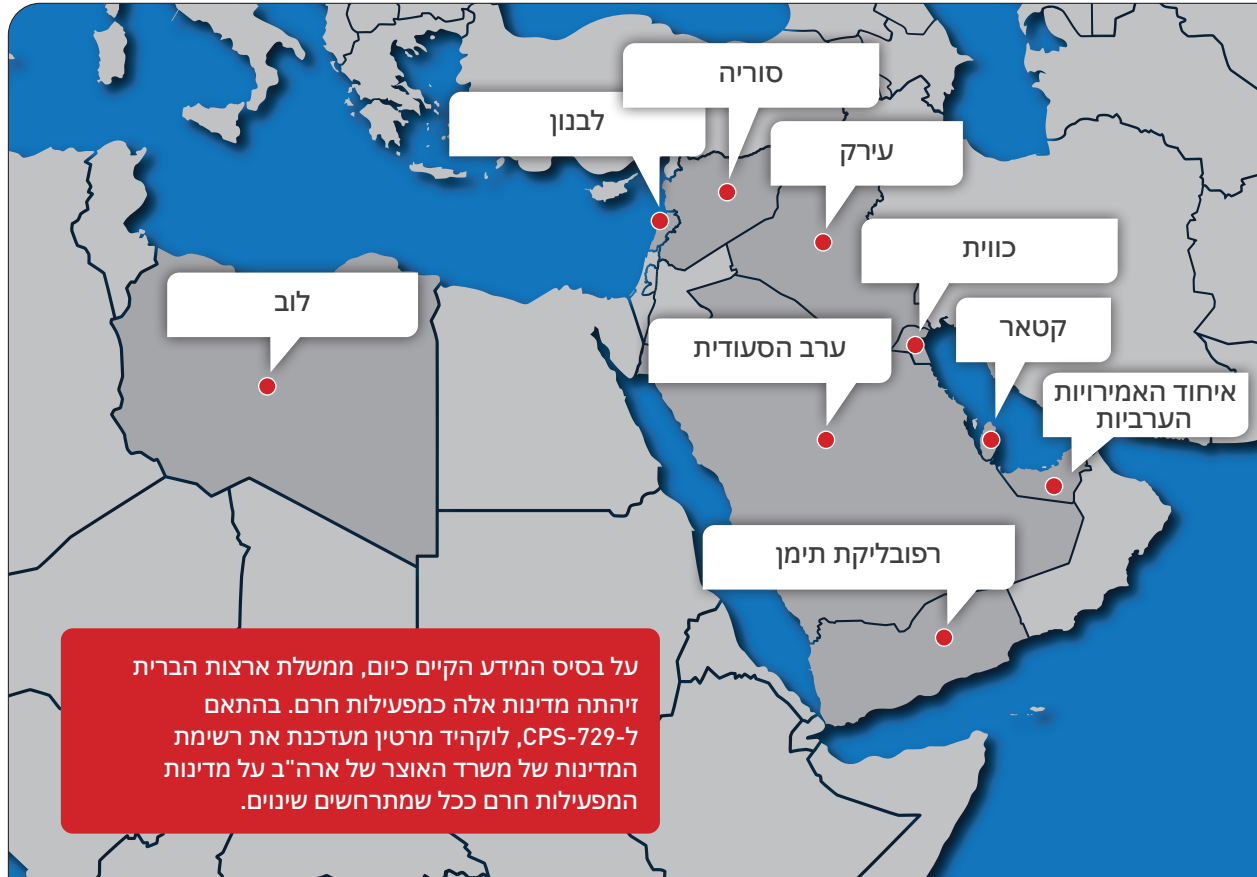 סוריה
לבנון
עירק
כווית
קטאר
לוב
ערב הסעודית
איחוד האמירויות
הערביות
רפובליקת תימן
על בסיס המידע הקיים כיום, ממשלת ארצות הברית
זיהתה מדינות אלה כמפעילות חרם. בהתאם
ל-CPS-729, לוקהיד מרטין מעדכנת את רשימת
המדינות של משרד האוצר של ארה"ב על מדינות
המפעילות חרם ככל שמתרחשים שינוים.